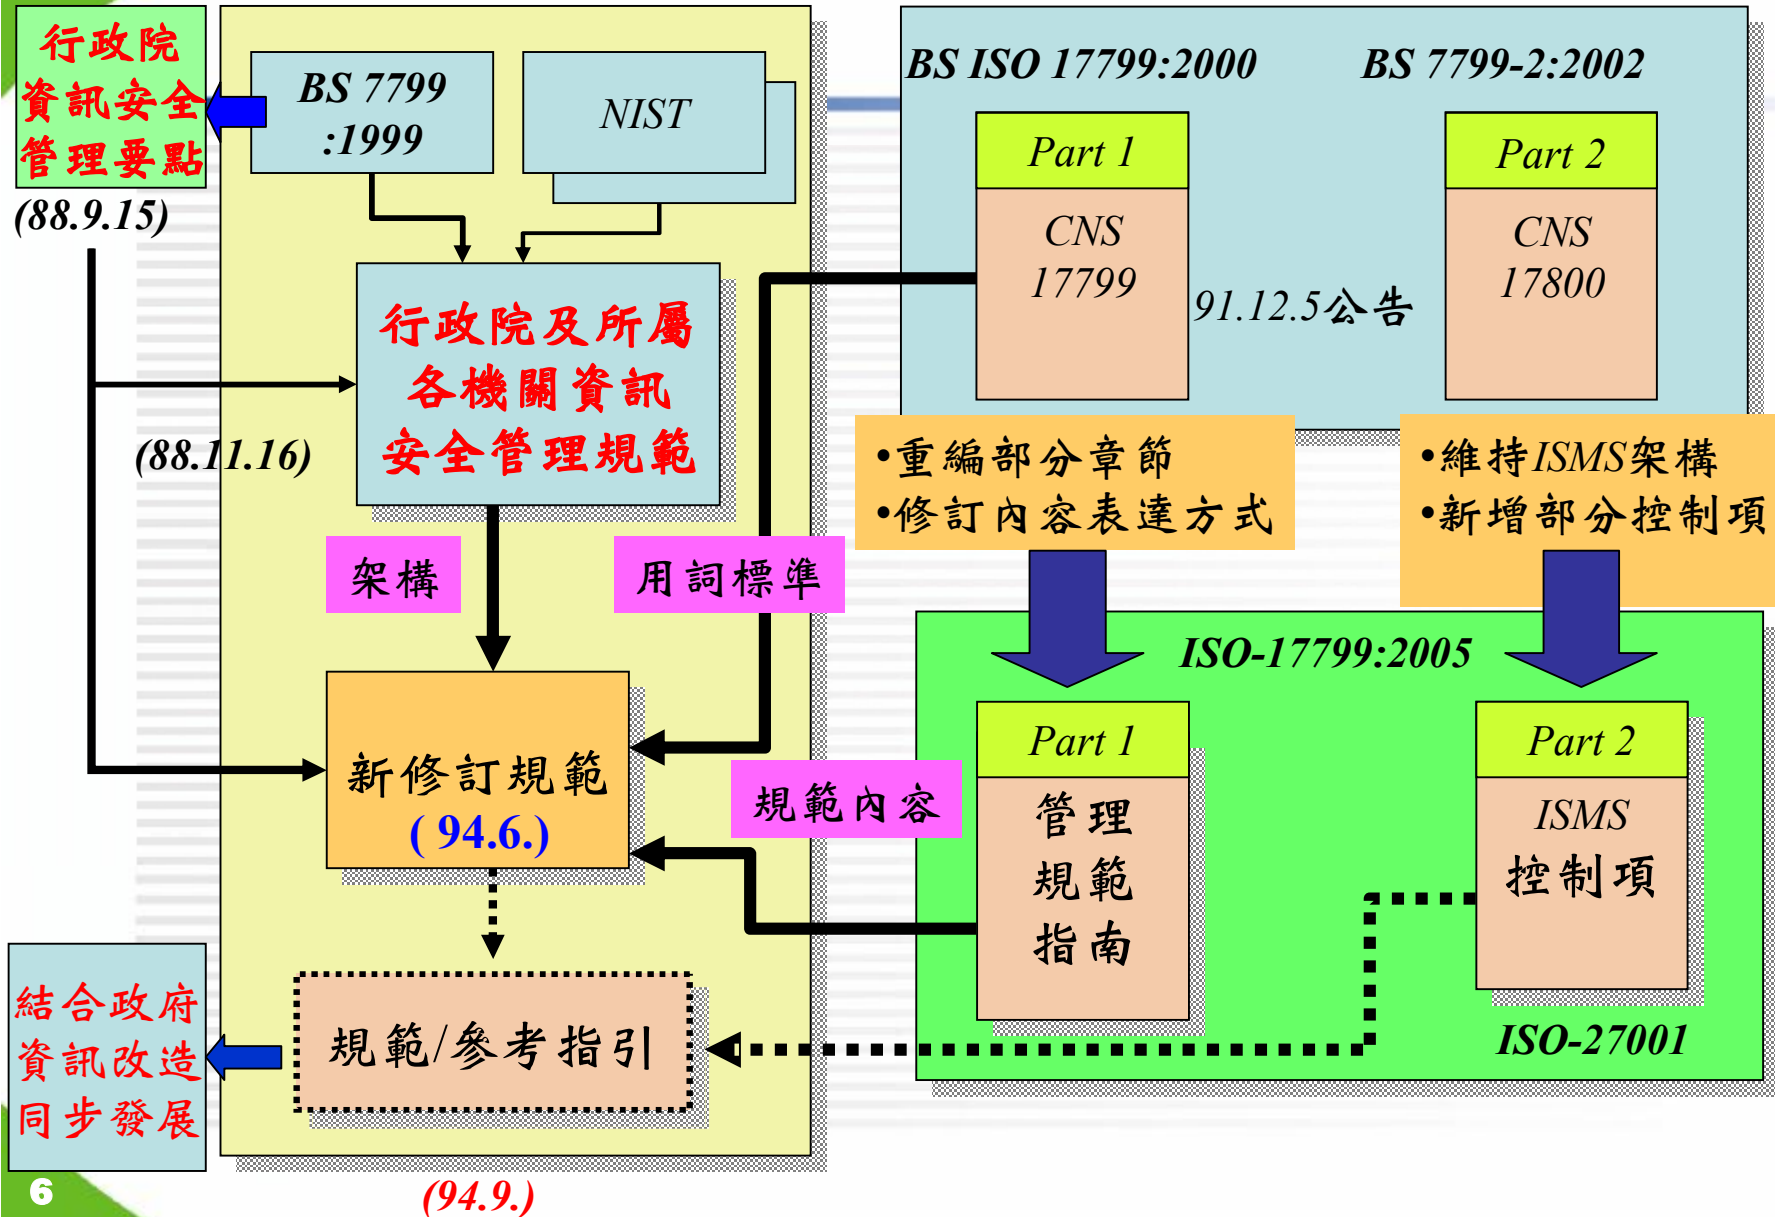 行政院
資訊安全
管理要點
(88.9.15)
BS 7799
:1999
NIST
行政院及所屬
各機關資訊
安全管理規範
(88.11.16)
架構
用詞標準
新修訂規範
( 94.6.)
規範內容
規範/參考指引
結合政府
資訊改造
同步發展
(94.9.)
BS ISO 17799:2000
BS 7799-2:2002
Part 1
CNS
17799
91.12.5公告
Part 2
CNS
17800
•重編部分章節
•修訂內容表達方式
•維持ISMS架構
•新增部分控制項
ISO-17799:2005
Part 1
管理
規範
指南
Part 2
ISMS
控制項
ISO-27001
6